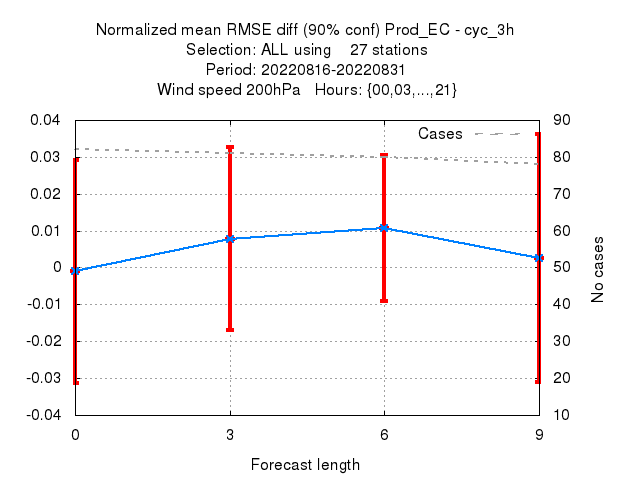 Normalized mean RMSE diff (90% conf) Prod_EC - cyc_3h
Selection: ALL using    27 stations
Period: 20220816-20220831
Wind speed 200hPa   Hours: {00,03,...,21}
Cases
0.04
0.03
0.02
0.01
0
-0.01
-0.02
-0.03
-0.04
90
80
70
60
50
40
30
20
10
No cases
0 3 6 9
Forecast length